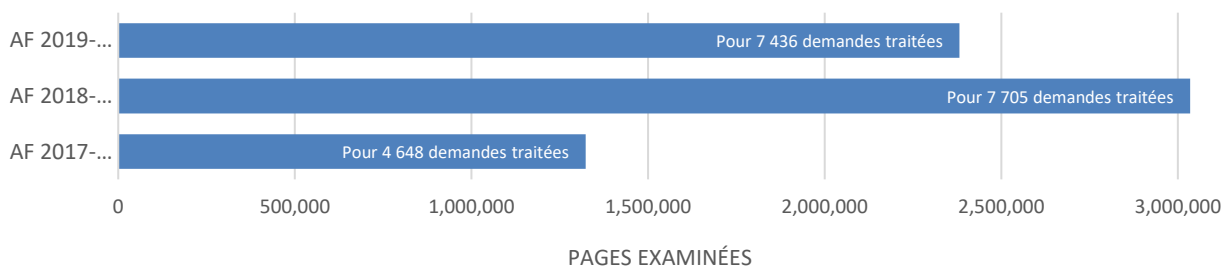 AF 2019-...
Pour 7 436 demandes traitées
AF 2018-...
Pour 7 705 demandes traitées
AF 2017-...
Pour 4 648 demandes traitées
0 500,000 1,000,000 1,500,000 2,000,000 2,500,000 3,000,000
PAGES EXAMINÉES